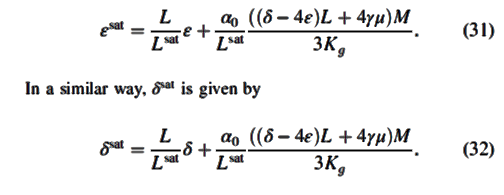 ε^sat = L/L^sat ε + α₀/L^sat ((δ − 4ε)L + 4γμ)M/3K_g. (31)
In a similar way, δ^sat is given by
δ^sat = L/L^sat δ + α₀/L^sat ((δ − 4ε)L + 4γμ)M/3K_g. (32)